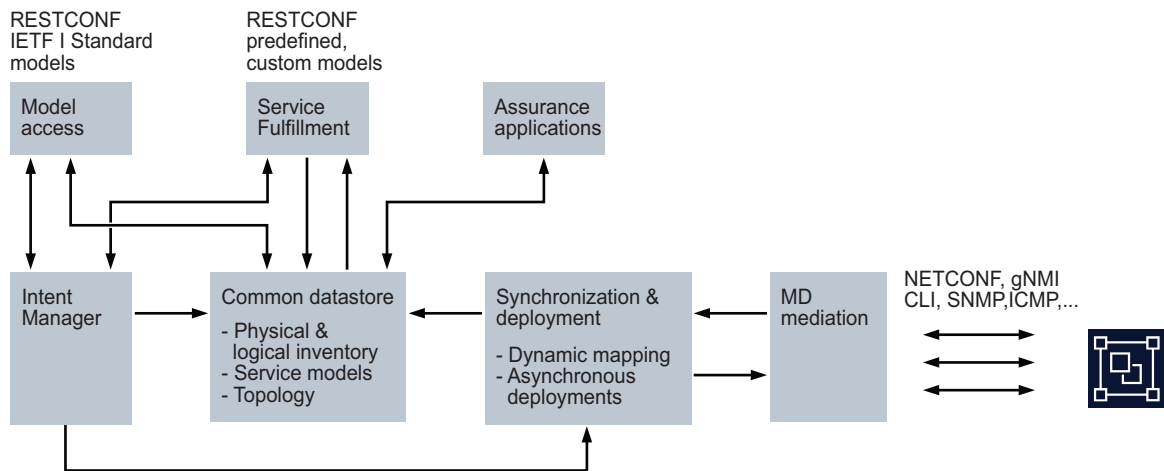 RESTCONF
IETF I Standard
models
RESTCONF
predefined,
custom models
Model
access
Service
Fulfillment
Assurance
applications
Intent
Manager
Common datastore
- Physical &
logical inventory
- Service models
- Topology
Synchronization &
deployment
- Dynamic mapping
- Asynchronous
deployments
MD
mediation
NETCONF, gNMI
CLI, SNMP,ICMP,...